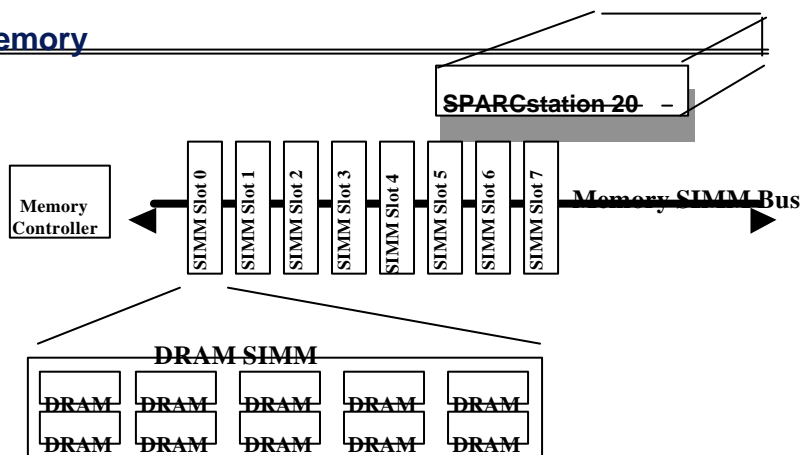 emory
SPARCstation 20 –
Memory
Controller
SIMM Slot 0
SIMM Slot 1
SIMM Slot 2
SIMM Slot 3
SIMM Slot 4
SIMM Slot 5
SIMM Slot 6
SIMM Slot 7
Memory SIMM Bus
DRAM SIMM
DRAM DRAM DRAM DRAM DRAM
DRAM DRAM DRAM DRAM DRAM